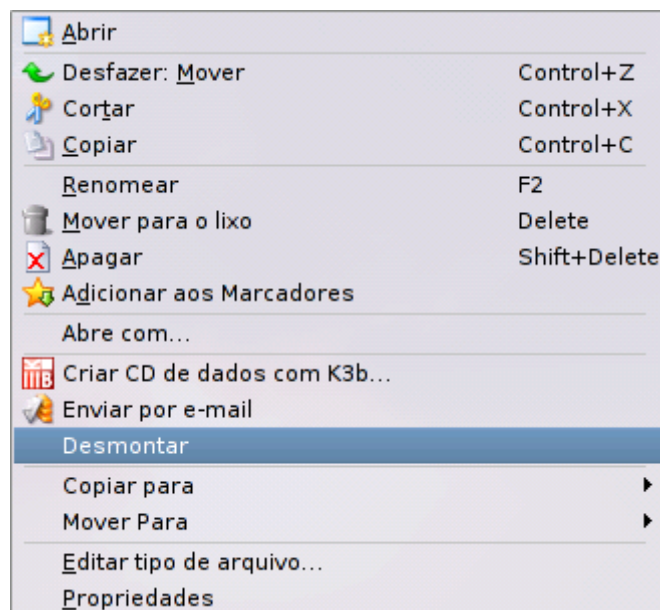 Abrir
Desfazer: Mover Control+Z
Cortar Control+X
Copiar Control+C
Renomear F2
Mover para o lixo Delete
Apagar Shift+Delete
Adicionar aos Marcadores
Abre com...
Criar CD de dados com K3b...
Enviar por e-mail
Desmontar
Copiar para
Mover Para
Editar tipo de arquivo...
Propriedades